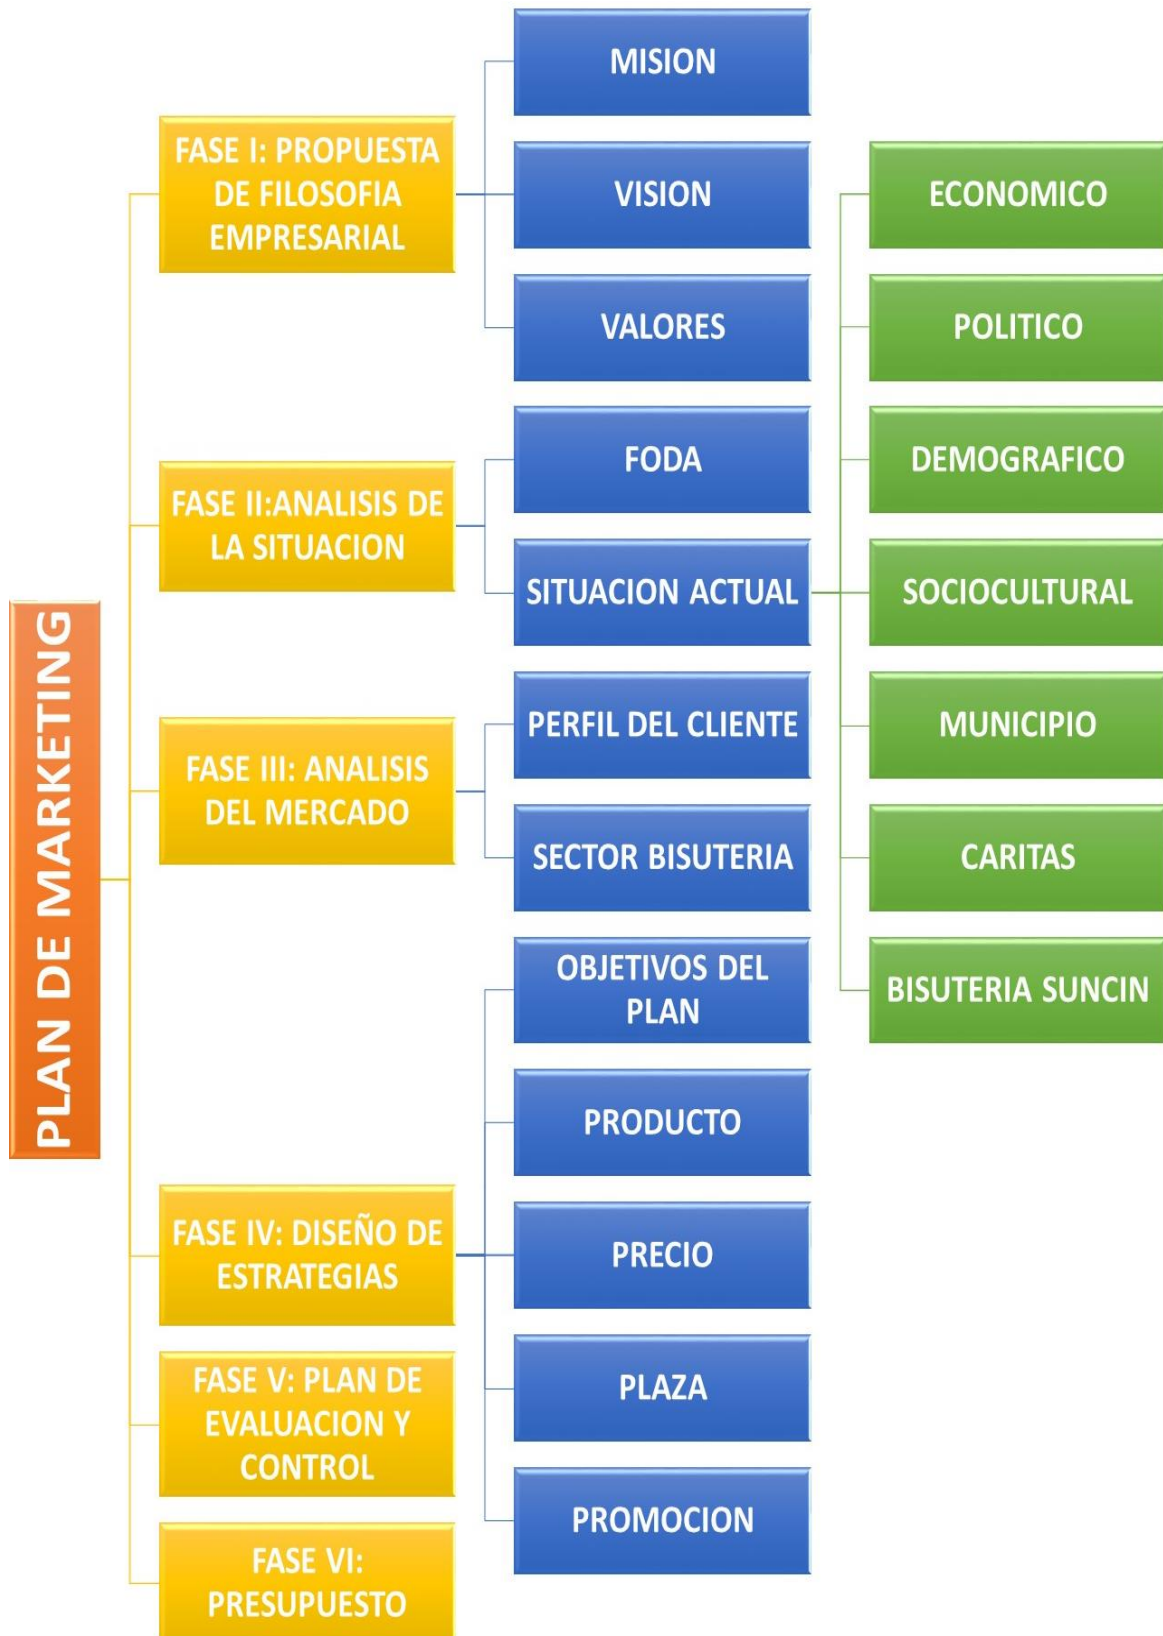 PLAN DE MARKETING
FASE I: PROPUESTA
DE FILOSOFIA
EMPRESARIAL
MISION
VISION
VALORES
FASE II:ANALISIS DE
LA SITUACION
FODA
SITUACION ACTUAL
ECONOMICO
POLITICO
DEMOGRAFICO
SOCIOCULTURAL
MUNICIPIO
CARITAS
BISUTERIA SUNCIN
FASE III: ANALISIS
DEL MERCADO
PERFIL DEL CLIENTE
SECTOR BISUTERIA
FASE IV: DISEÑO DE
ESTRATEGIAS
OBJETIVOS DEL
PLAN
PRODUCTO
PRECIO
PLAZA
PROMOCION
FASE V: PLAN DE
EVALUACION Y
CONTROL
FASE VI:
PRESUPUESTO